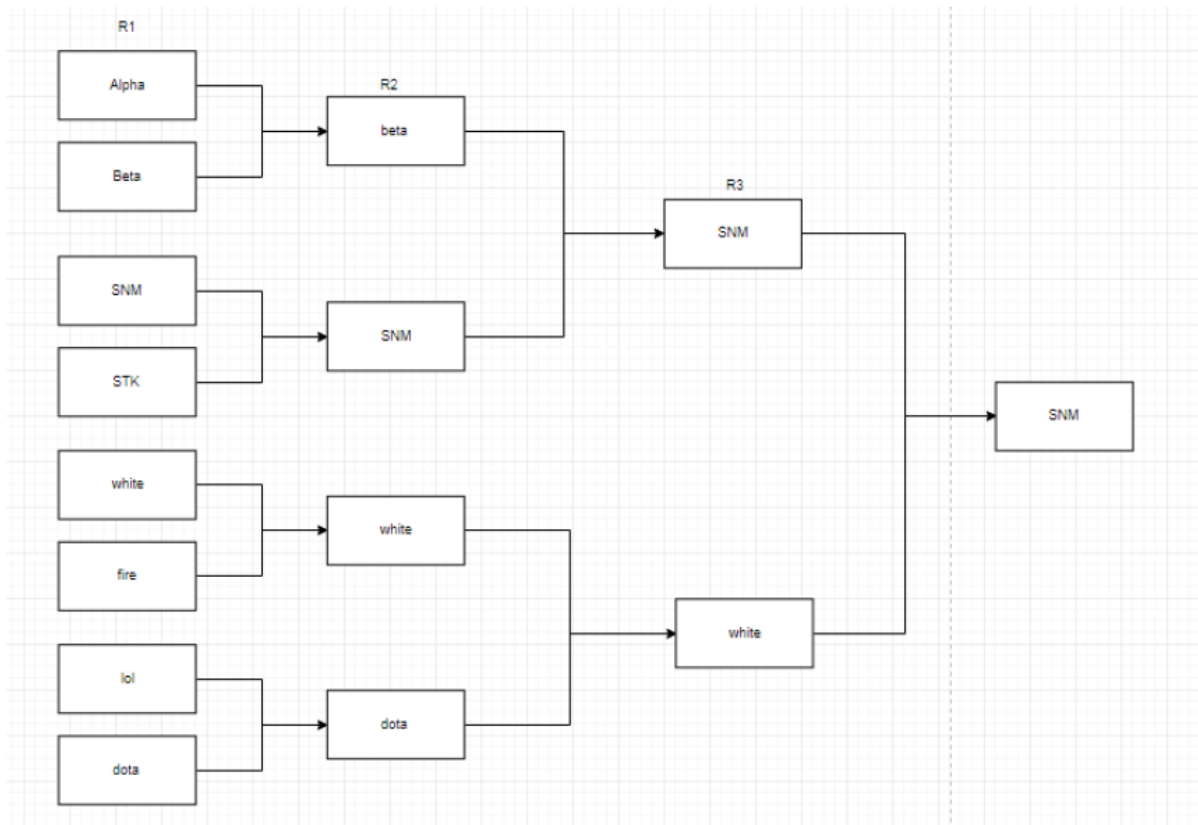 R1
Alpha
Beta
SNM
STK
white
fire
lol
dota
R2
beta
SNM
white
dota
R3
SNM
white
SNM